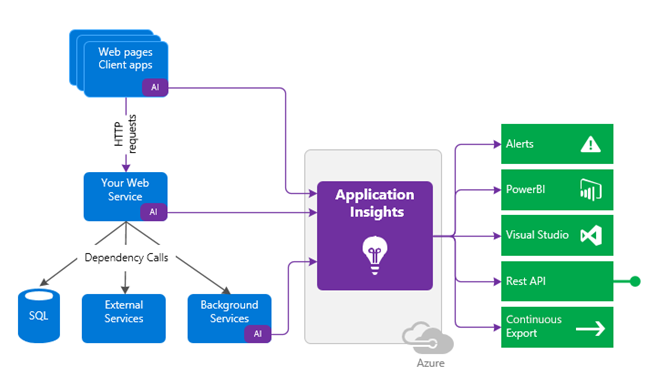 Web pages
Client apps
AI
HTTP
requests
Your Web
Service
AI
Dependency Calls
SQL
External
Services
Background
Services
AI
Application
Insights
Azure
Alerts
PowerBI
Visual Studio
Rest API
Continuous
Export